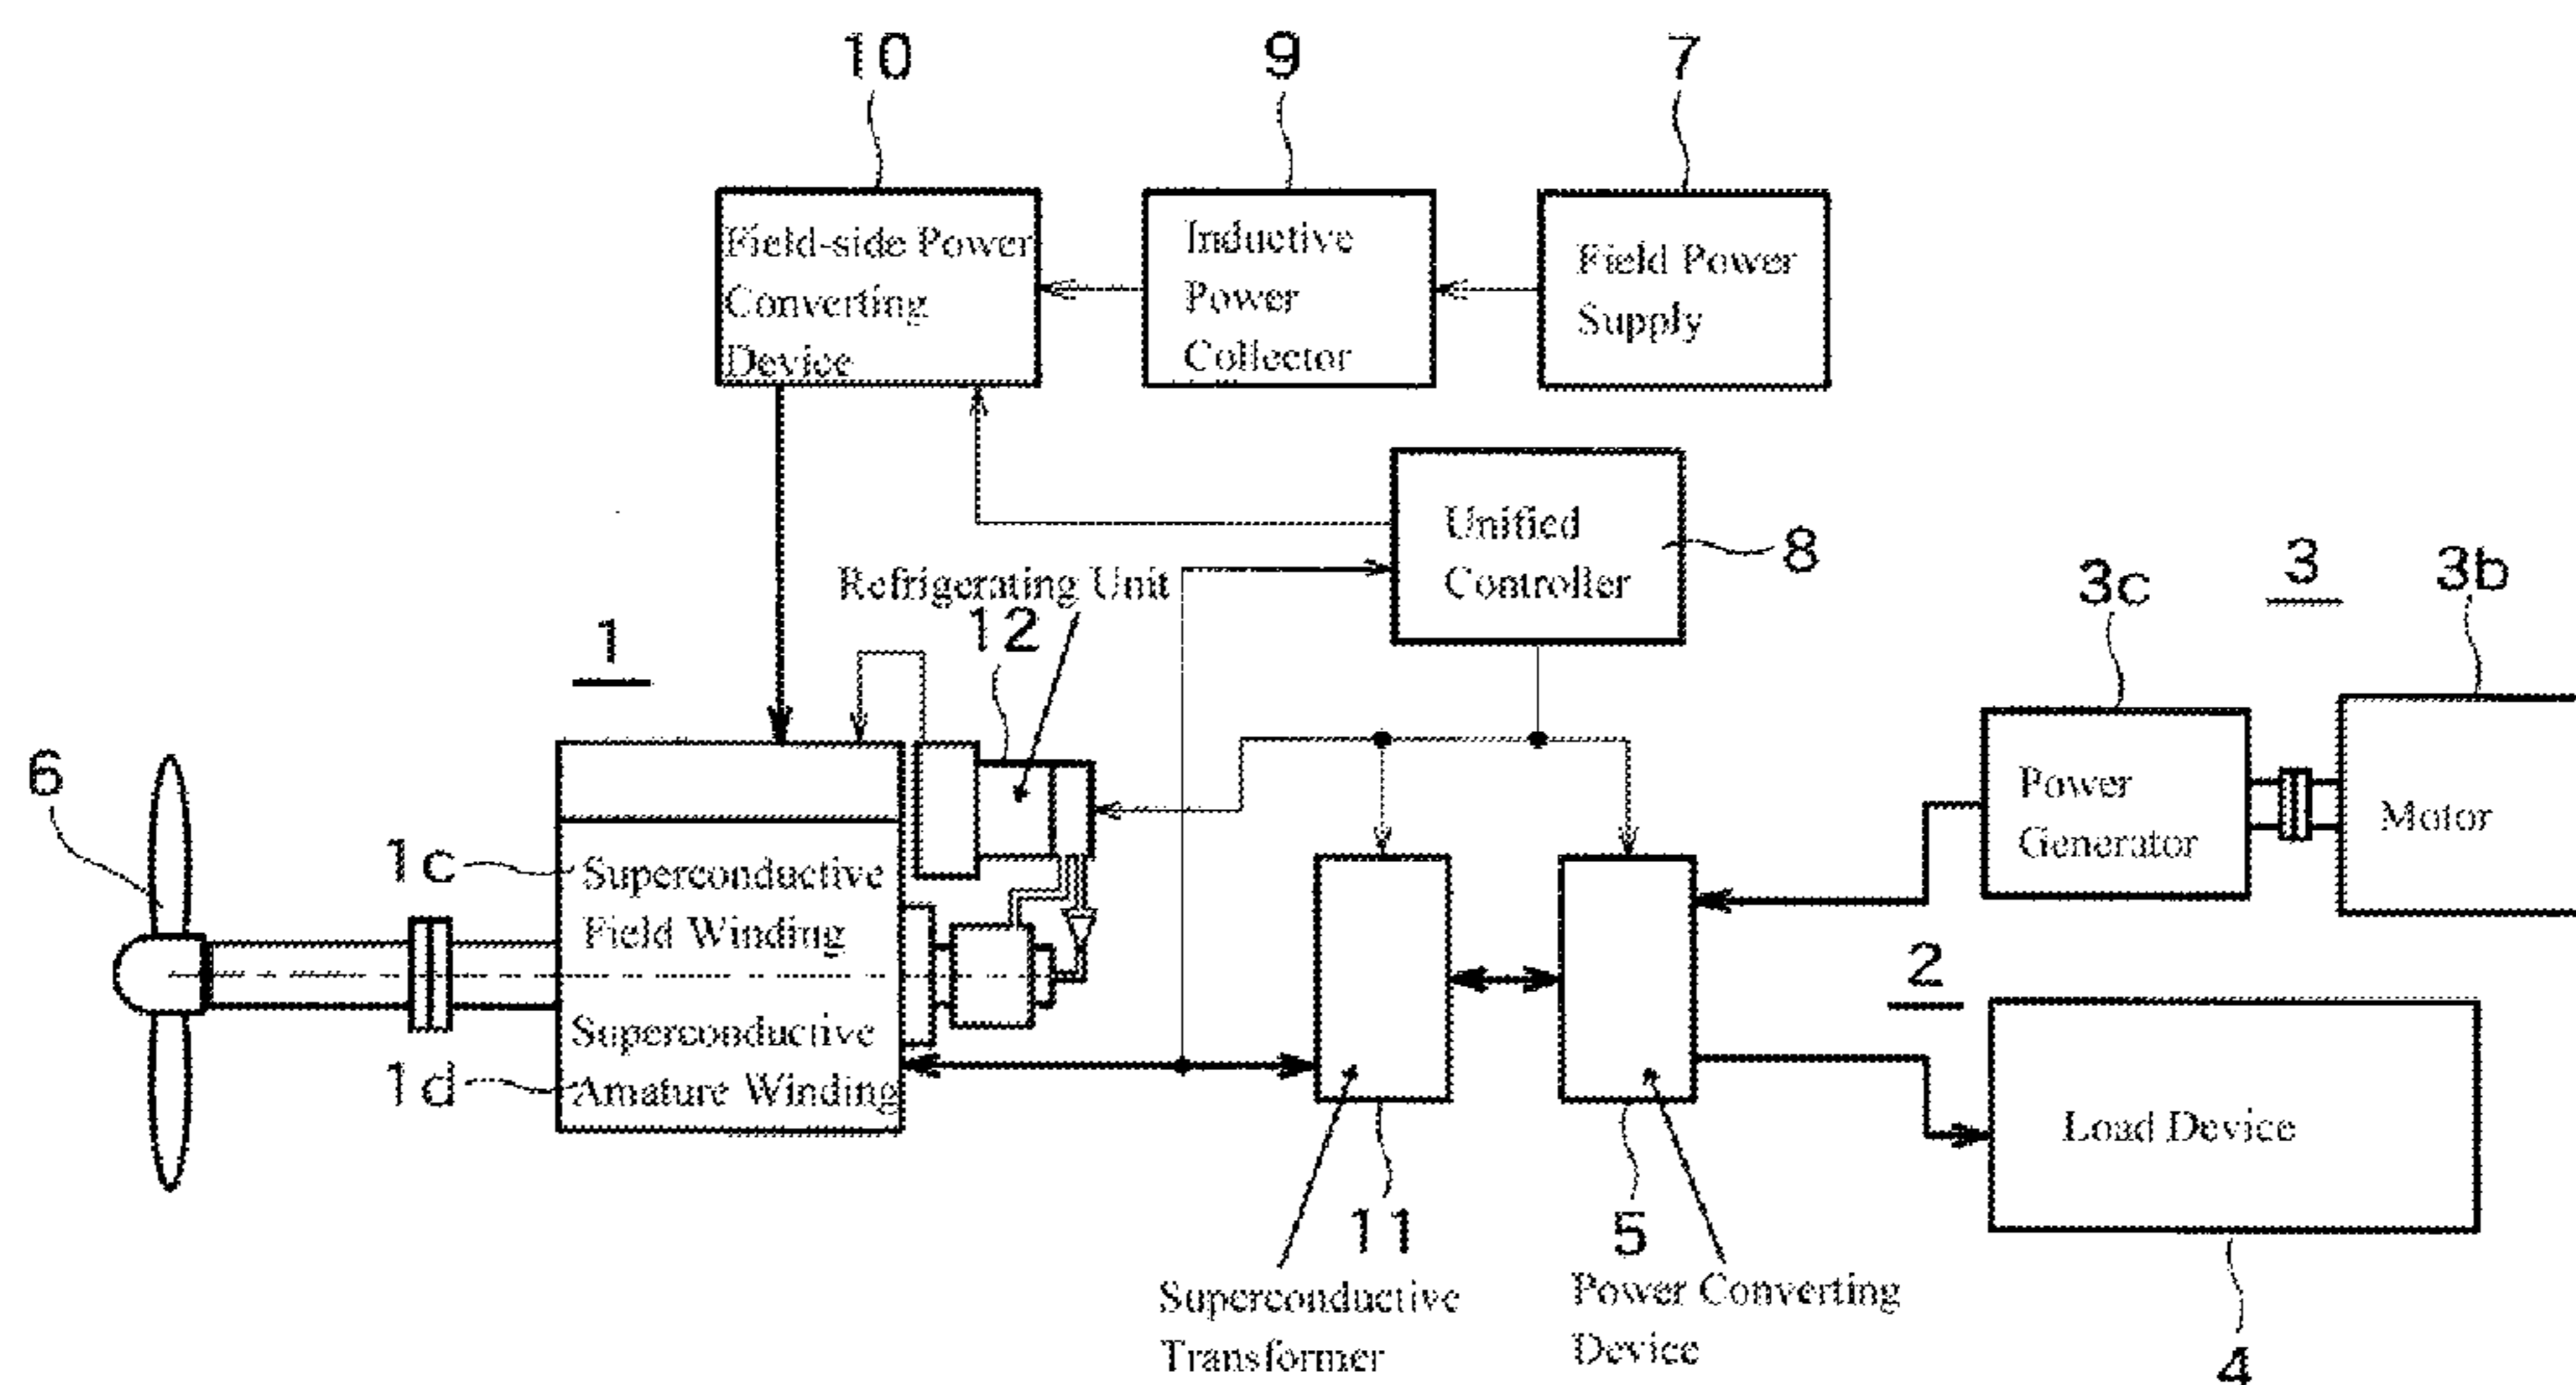 10
9
7
Field-side Power
Converting
Device
Inductive
Power
Collector
Field Power
Supply
Unified
Controller
8
Refrigerating Unit
12
1
3c
3
3b
6
Power
Generator
Motor
1c
Superconductive
Field Winding
2
Superconductive
1d
Amature Winding
Load Device
11
5
Superconductive
Transformer
Power Converting
Device
4